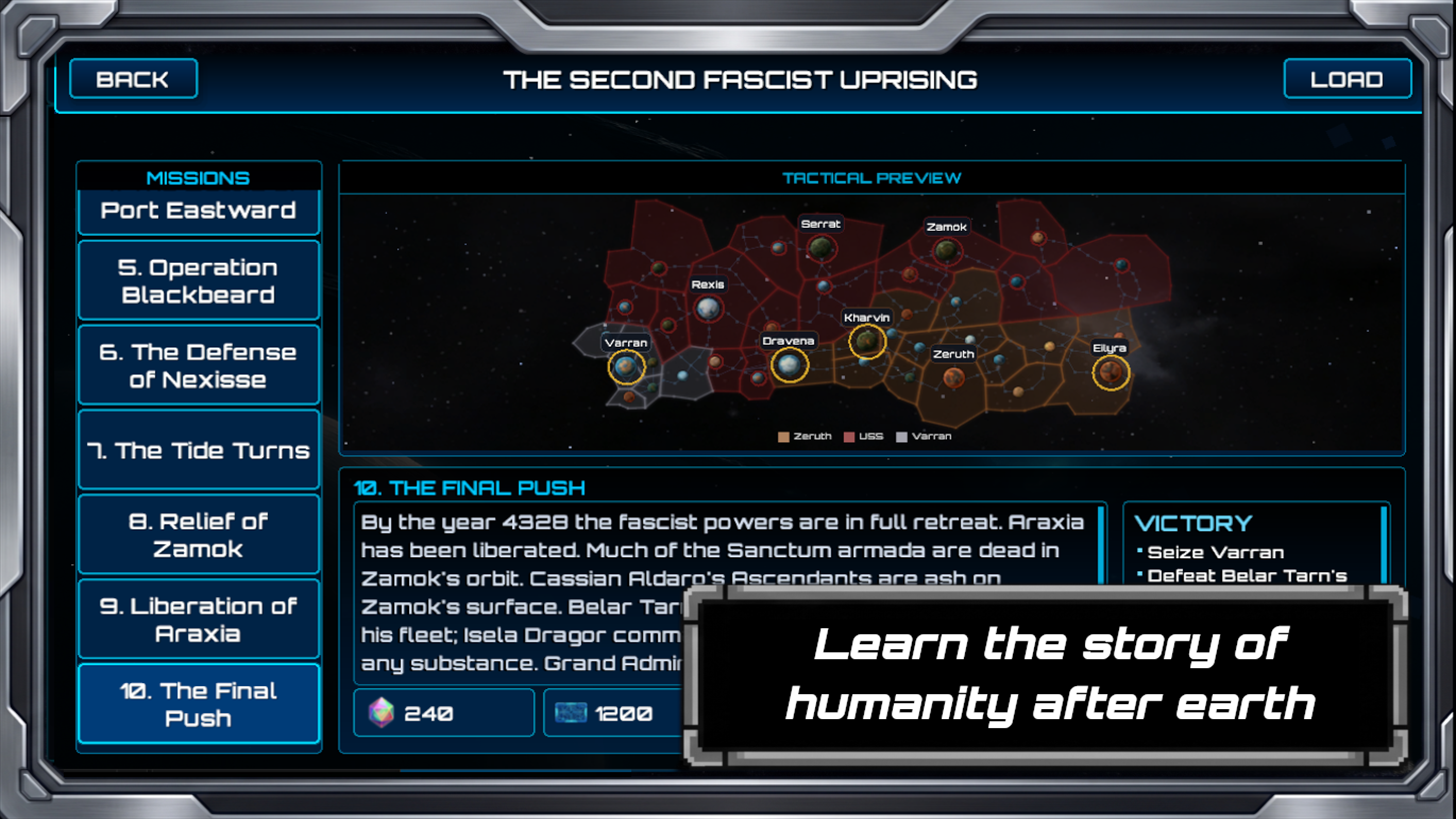 BACK
THE SECOND FASCIST UPRISING
LOAD
MISSIONS
Port Eastward
5. Operation
Blackbeard
6. The Defense
of Nexisse
7. The Tide Turns
8. Relief of
Zamok
9. Liberation of
Araxia
10. The Final
Push
TACTICAL PREVIEW
Serrat
Zamok
Rexis
Kharvin
Varran
Dravena
Zeruth
Eilyra
Zeruth
USS
Varran
10. THE FINAL PUSH
By the year 4328 the fascist powers are in full retreat. Araxia
has been liberated. Much of the Sanctum armada are dead in
Zamok's orbit. Cassian Aldaro's Ascendants are ash on
Zamok's surface. Belar
his fleet; Isela Dragor
any substance. Grand
240
1200
VICTORY
• Seize Varran
• Defeat Belar Tarn's
Learn the story of
humanity after earth